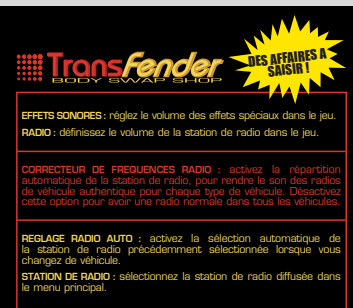 TransFender
BODY SWAP SHOP
DES AFFAIRES A
SAISIR !
EFFETS SONORES : réglez le volume des effets spéciaux dans le jeu.
RADIO : définissez le volume de la station de radio dans le jeu.
CORRECTEUR DE FREQUENCES RADIO : activez la répartition
automatique de la station de radio, pour rendre le son des radios
de véhicule authentique pour chaque type de véhicule. Désactivez
cette option pour avoir une radio normale dans tous les véhicules.
REGLAGE RADIO AUTO : activez la sélection automatique de
la station de radio précédemment sélectionnée lorsque vous
changez de véhicule.
STATION DE RADIO : sélectionnez la station de radio diffusée dans
le menu principal.